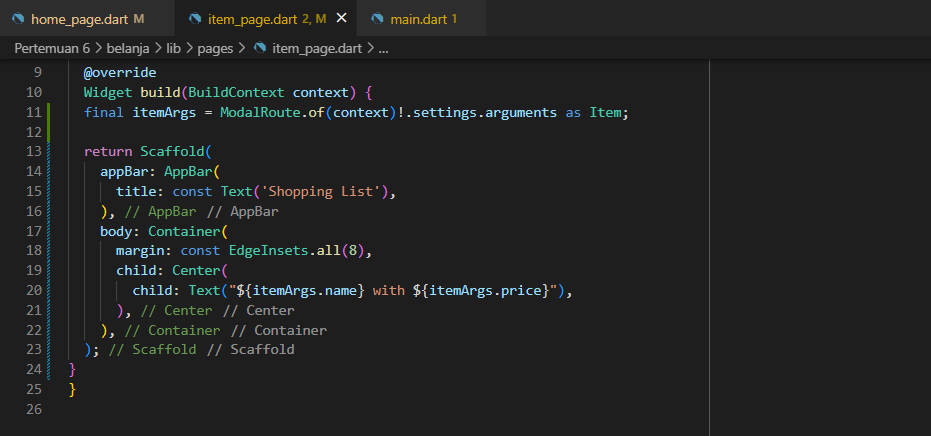 home_page.dart M
item_page.dart 2, M
main.dart 1
Pertemuan 6 > belanja > lib > pages > item_page.dart > ...
9 @override
10 Widget build(BuildContext context) {
11 final itemArgs = ModalRoute.of(context)!.settings.arguments as Item;
12
13 return Scaffold(
14 appBar: AppBar(
15 title: const Text('Shopping List'),
16 ), // AppBar // AppBar
17 body: Container(
18 margin: const EdgeInsets.all(8),
19 child: Center(
20 child: Text("${itemArgs.name} with ${itemArgs.price}"),
21 ), // Center // Center
22 ), // Container // Container
23 ); // Scaffold // Scaffold
24 }
25 }
26